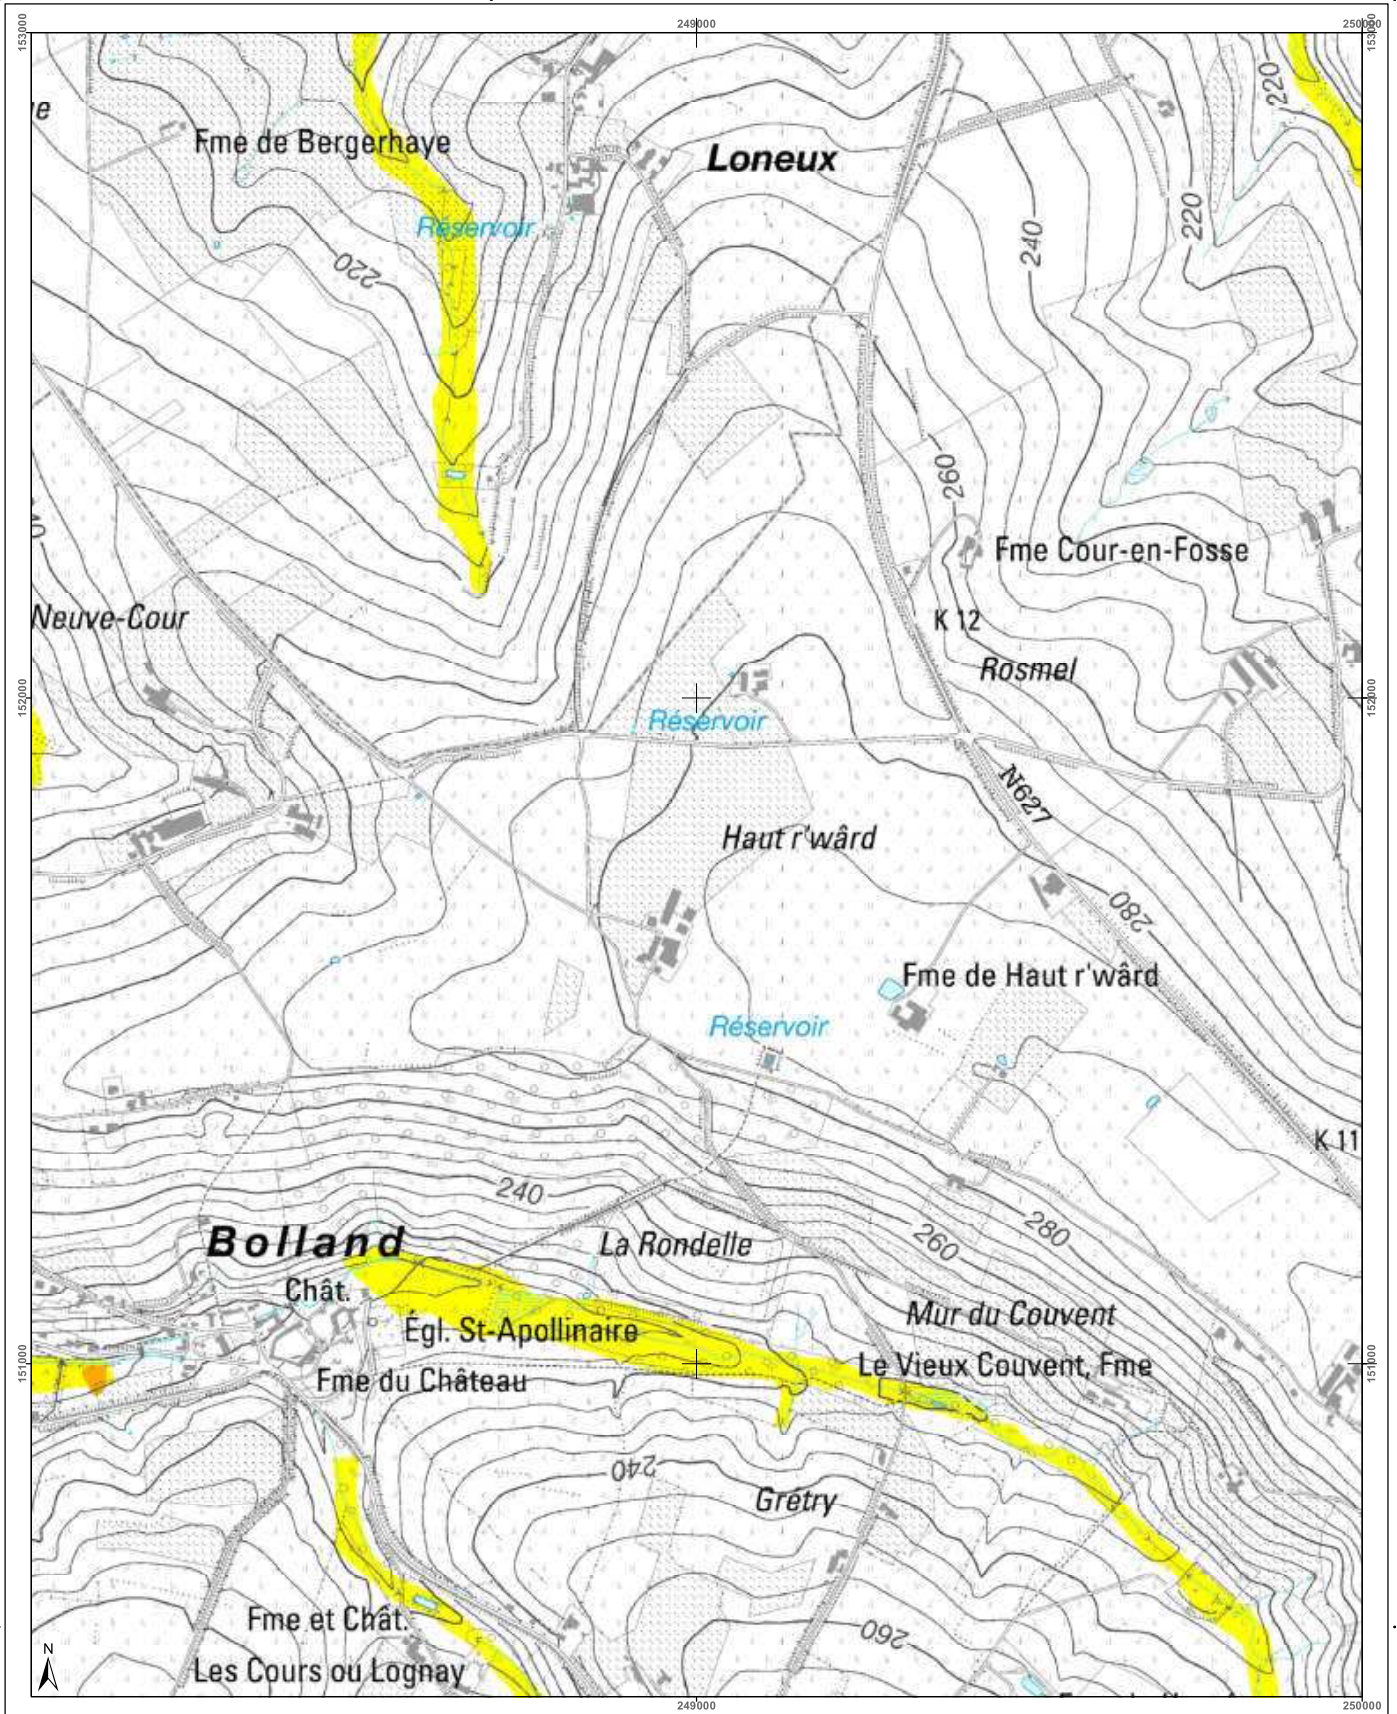 249000
250000
153000
153000
e
Fme de Bergerhaye
Loneux
220
Réservoir
220
240
220
260
Fme Cour-en-Fosse
Neuve-Cour
K 12
Rosmel
152000
152000
Réservoir
N627
Haut r'wârd
280
Fme de Haut r'wârd
Réservoir
K 11
240
Bolland
La Rondelle
260
280
Chât.
Mur du Couvent
Égl. St-Apollinaire
Le Vieux Couvent, Fme
151000
151000
Fme du Château
240
Grétry
Fme et Chât.
260
Les Cours ou Lognay
N
249000
250000